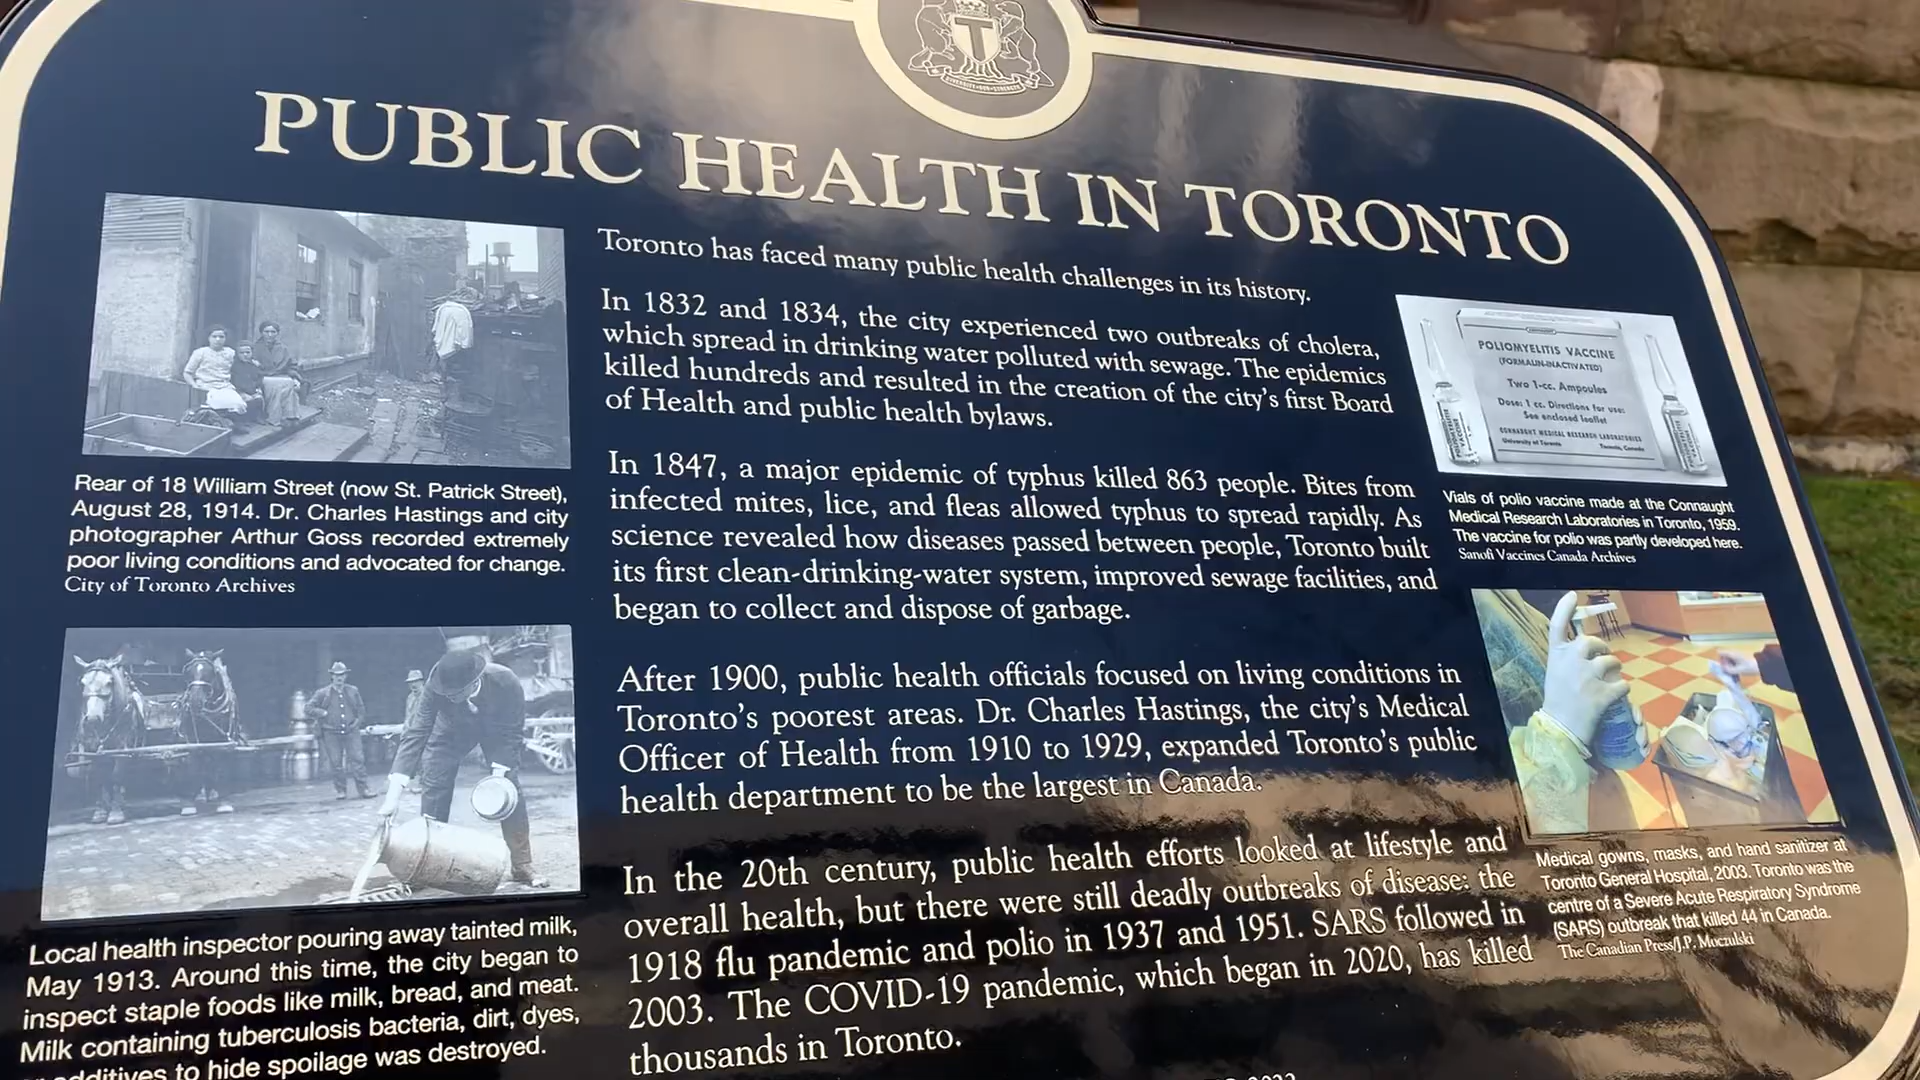 DIVERSITY · OUR · STRENGTH
PUBLIC HEALTH IN TORONTO
Toronto has faced many public health challenges in its history.
In 1832 and 1834, the city experienced two outbreaks of cholera,
which spread in drinking water polluted with sewage. The epidemics
killed hundreds and resulted in the creation of the city's first Board
of Health and public health bylaws.
In 1847, a major epidemic of typhus killed 863 people. Bites from
infected mites, lice, and fleas allowed typhus to spread rapidly. As
science revealed how diseases passed between people, Toronto built
its first clean-drinking-water system, improved sewage facilities, and
began to collect and dispose of garbage.
After 1900, public health officials focused on living conditions in
Toronto's poorest areas. Dr. Charles Hastings, the city's Medical
Officer of Health from 1910 to 1929, expanded Toronto's public
health department to be the largest in Canada.
In the 20th century, public health efforts looked at lifestyle and
overall health, but there were still deadly outbreaks of disease: the
1918 flu pandemic and polio in 1937 and 1951. SARS followed in
2003. The COVID-19 pandemic, which began in 2020, has killed
thousands in Toronto.
Rear of 18 William Street (now St. Patrick Street),
August 28, 1914. Dr. Charles Hastings and city
photographer Arthur Goss recorded extremely
poor living conditions and advocated for change.
City of Toronto Archives
Local health inspector pouring away tainted milk,
May 1913. Around this time, the city began to
inspect staple foods like milk, bread, and meat.
Milk containing tuberculosis bacteria, dirt, dyes,
additives to hide spoilage was destroyed.
POLIOMYELITIS VACCINE
(FORMALIN-INACTIVATED)
Two 1-cc. Ampoules
Dose: 1 cc. Directions for use:
See enclosed leaflet
CONNAUGHT MEDICAL RESEARCH LABORATORIES
University of Toronto Toronto, Canada
POLIOMYELITIS
VACCINE
POLIOMYELITIS
VACCINE
Vials of polio vaccine made at the Connaught
Medical Research Laboratories in Toronto, 1959.
The vaccine for polio was partly developed here.
Sanofi Vaccines Canada Archives
Medical gowns, masks, and hand sanitizer at
Toronto General Hospital, 2003. Toronto was the
centre of a Severe Acute Respiratory Syndrome
(SARS) outbreak that killed 44 in Canada.
The Canadian Press/J.P. Moczulski